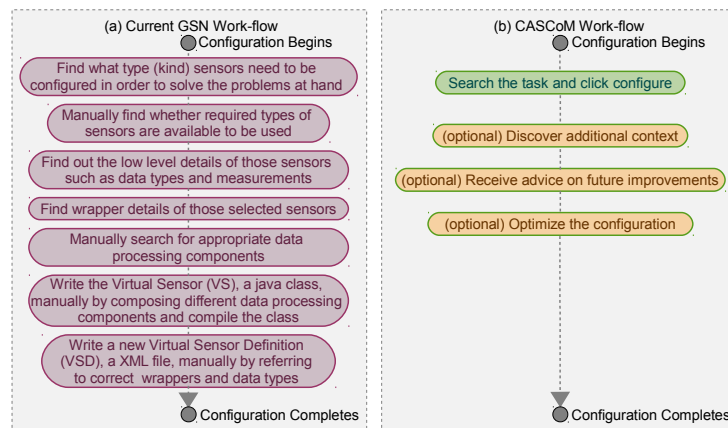 (a) Current GSN Work-flow
Configuration Begins
Find what type (kind) sensors need to be
configured in order to solve the problems at
hand
Manually find whether required types of
sensors are available to be used
Find out the low level details of those sensors
such as data types and measurements
Find wrapper details of those selected sensors
Manually search for appropriate data
processing components
Write the Virtual Sensor (VS), a java class,
manually by composing different data processing
components and compile the class
Write a new Virtual Sensor Definition
(VSD), a XML file, manually by referring
to correct wrappers and data types
Configuration Completes
(b) CASCoM Work-flow
Configuration Begins
Search the task and click configure
(optional) Discover additional context
(optional) Receive advice on future improvements
(optional) Optimize the configuration
Configuration Completes